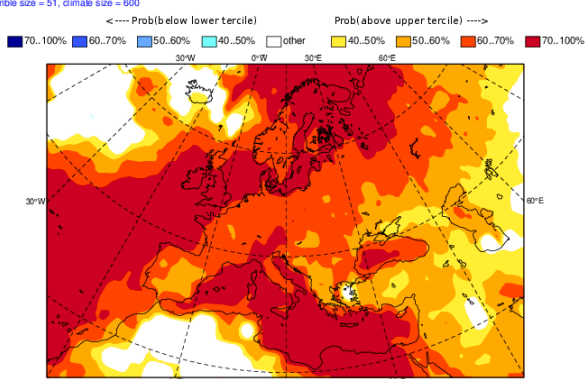 size = 51, climate size = 600
<---- Prob(below lower tercile) Prob(above upper tercile) ---->
70..100% 60..70% 50..60% 40..50% other 40..50% 50..60% 60..70% 70..100%
30°W 0°W 30°E 60°E
30°W 60°E